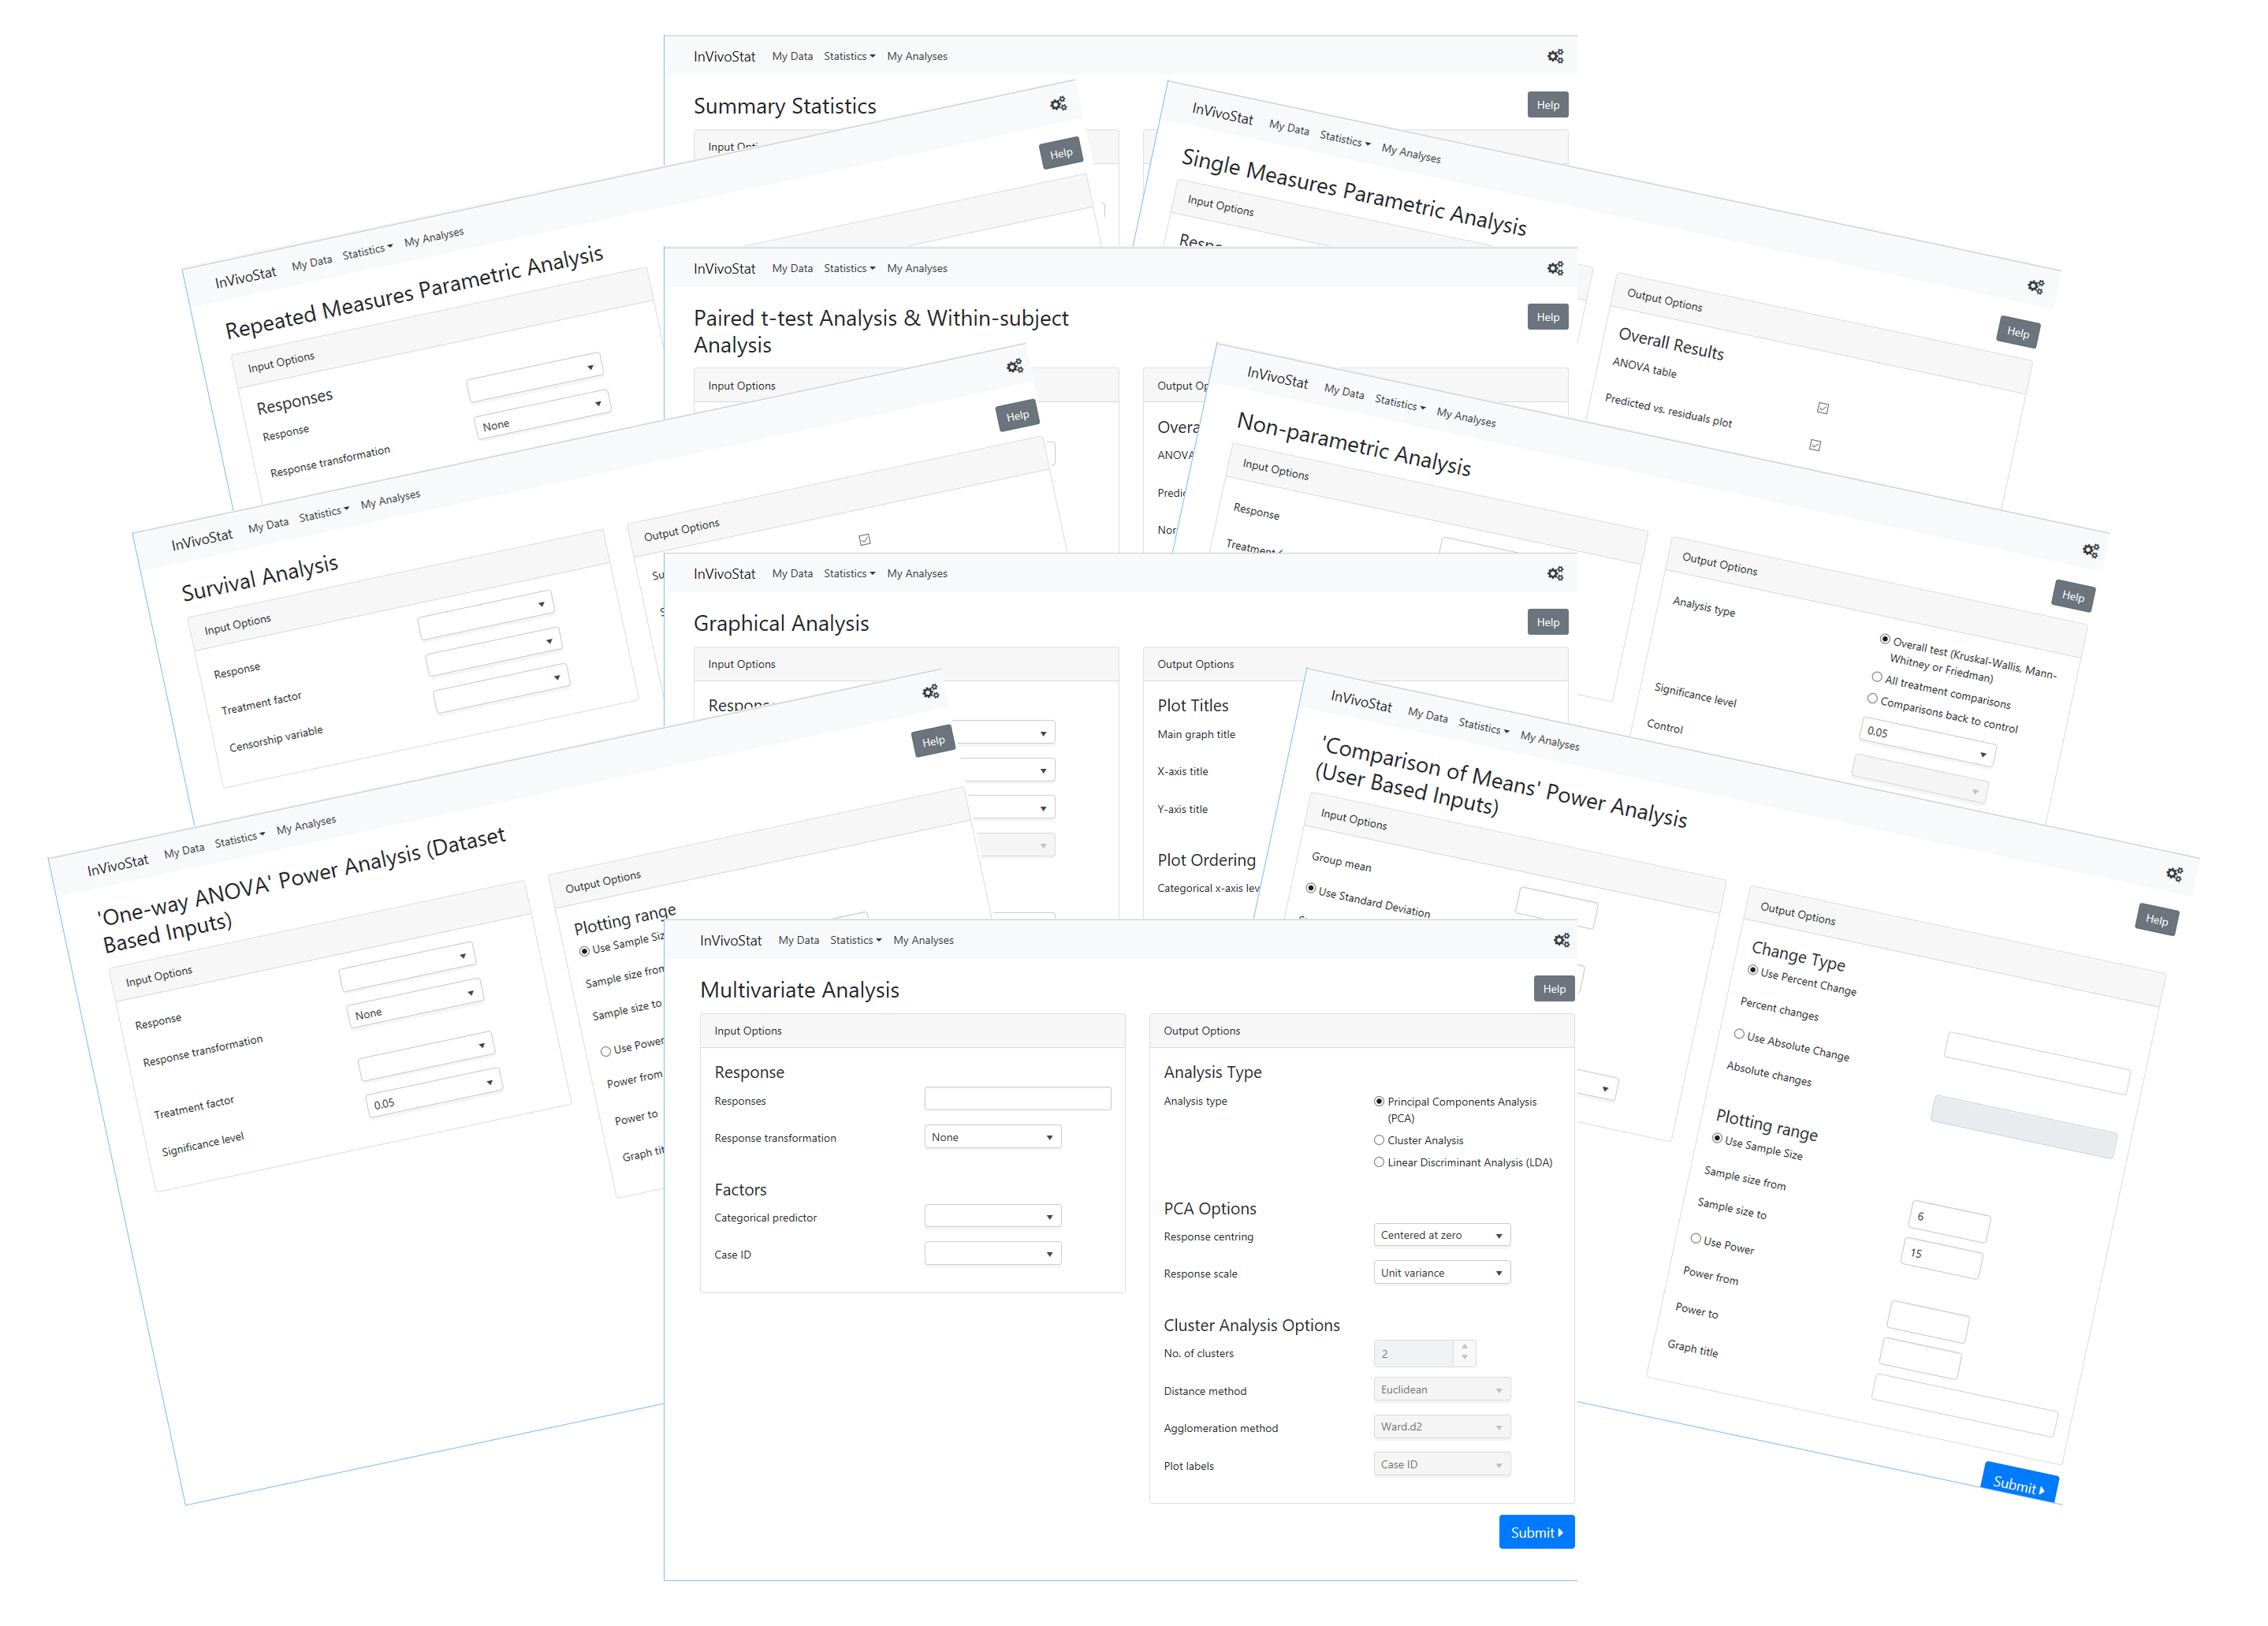 InVivoStat My Data Statistics My Analyses
Summary Statistics
Help
InVivoStat My Data Statistics My Analyses
Repeated Measures Parametric Analysis
Help
Input Options
Responses
Response
Response transformation
None
InVivoStat My Data Statistics My Analyses
Single Measures Parametric Analysis
Help
Input Options
Output Options
Overall Results
ANOVA table
Predicted vs. residuals plot
InVivoStat My Data Statistics My Analyses
Paired t-test Analysis & Within-subject
Analysis
Help
Input Options
ANOVA
InVivoStat My Data Statistics My Analyses
Survival Analysis
Help
Input Options
Response
Treatment factor
Censorship variable
Output Options
InVivoStat My Data Statistics My Analyses
Non-parametric Analysis
Help
Input Options
Response
Treatment
Output Options
Analysis type
Overall test (Kruskal-Wallis, Mann-
Whitney or Friedman)
All treatment comparisons
Comparisons back to control
Significance level
0.05
Control
InVivoStat My Data Statistics My Analyses
Graphical Analysis
Help
Input Options
Output Options
Plot Titles
Main graph title
X-axis title
Y-axis title
Plot Ordering
Categorical x-axis lev
InVivoStat My Data Statistics My Analyses
'One-way ANOVA' Power Analysis (Dataset
Based Inputs)
Help
Input Options
Response
Response transformation
None
Treatment factor
Significance level
0.05
Output Options
Plotting range
Use Sample Siz
Sample size from
Sample size to
Use Power
Power from
Power to
Graph tit
InVivoStat My Data Statistics My Analyses
'Comparison of Means' Power Analysis
(User Based Inputs)
Help
Input Options
Group mean
Use Standard Deviation
Output Options
Change Type
Use Percent Change
Percent changes
Use Absolute Change
Absolute changes
Plotting range
Use Sample Size
Sample size from
6
Sample size to
15
Use Power
Power from
Power to
Graph title
Submit
InVivoStat My Data Statistics My Analyses
Multivariate Analysis
Help
Input Options
Response
Responses
Response transformation
None
Factors
Categorical predictor
Case ID
Output Options
Analysis Type
Analysis type
Principal Components Analysis
(PCA)
Cluster Analysis
Linear Discriminant Analysis (LDA)
PCA Options
Response centring
Centered at zero
Response scale
Unit variance
Cluster Analysis Options
No. of clusters
2
Distance method
Euclidean
Agglomeration method
Ward.d2
Plot labels
Case ID
Submit